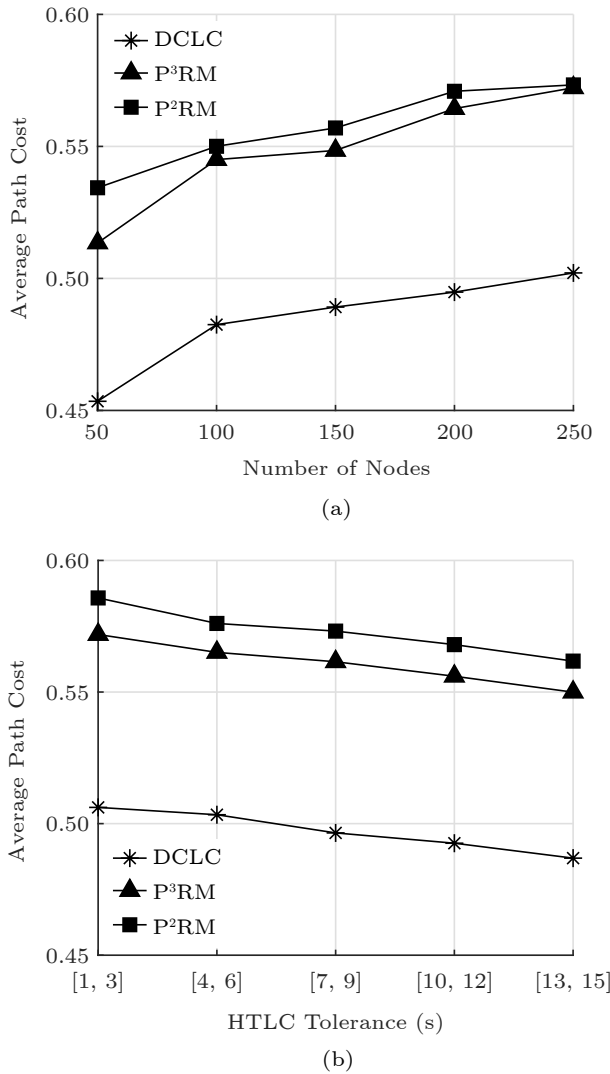 0.60
DCLC
P³RM
P²RM
0.55
0.50
0.45
Average Path Cost
50 100 150 200 250
Number of Nodes
(a)
0.60
0.55
0.50
DCLC
P³RM
P²RM
0.45
Average Path Cost
[1, 3] [4, 6] [7, 9] [10, 12] [13, 15]
HTLC Tolerance (s)
(b)